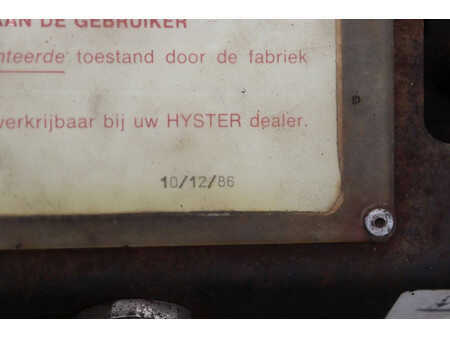 AAN DE GEBRUIKER
nteerde toestand door de fabriek
verkrijbaar bij uw HYSTER dealer.
10/12/86